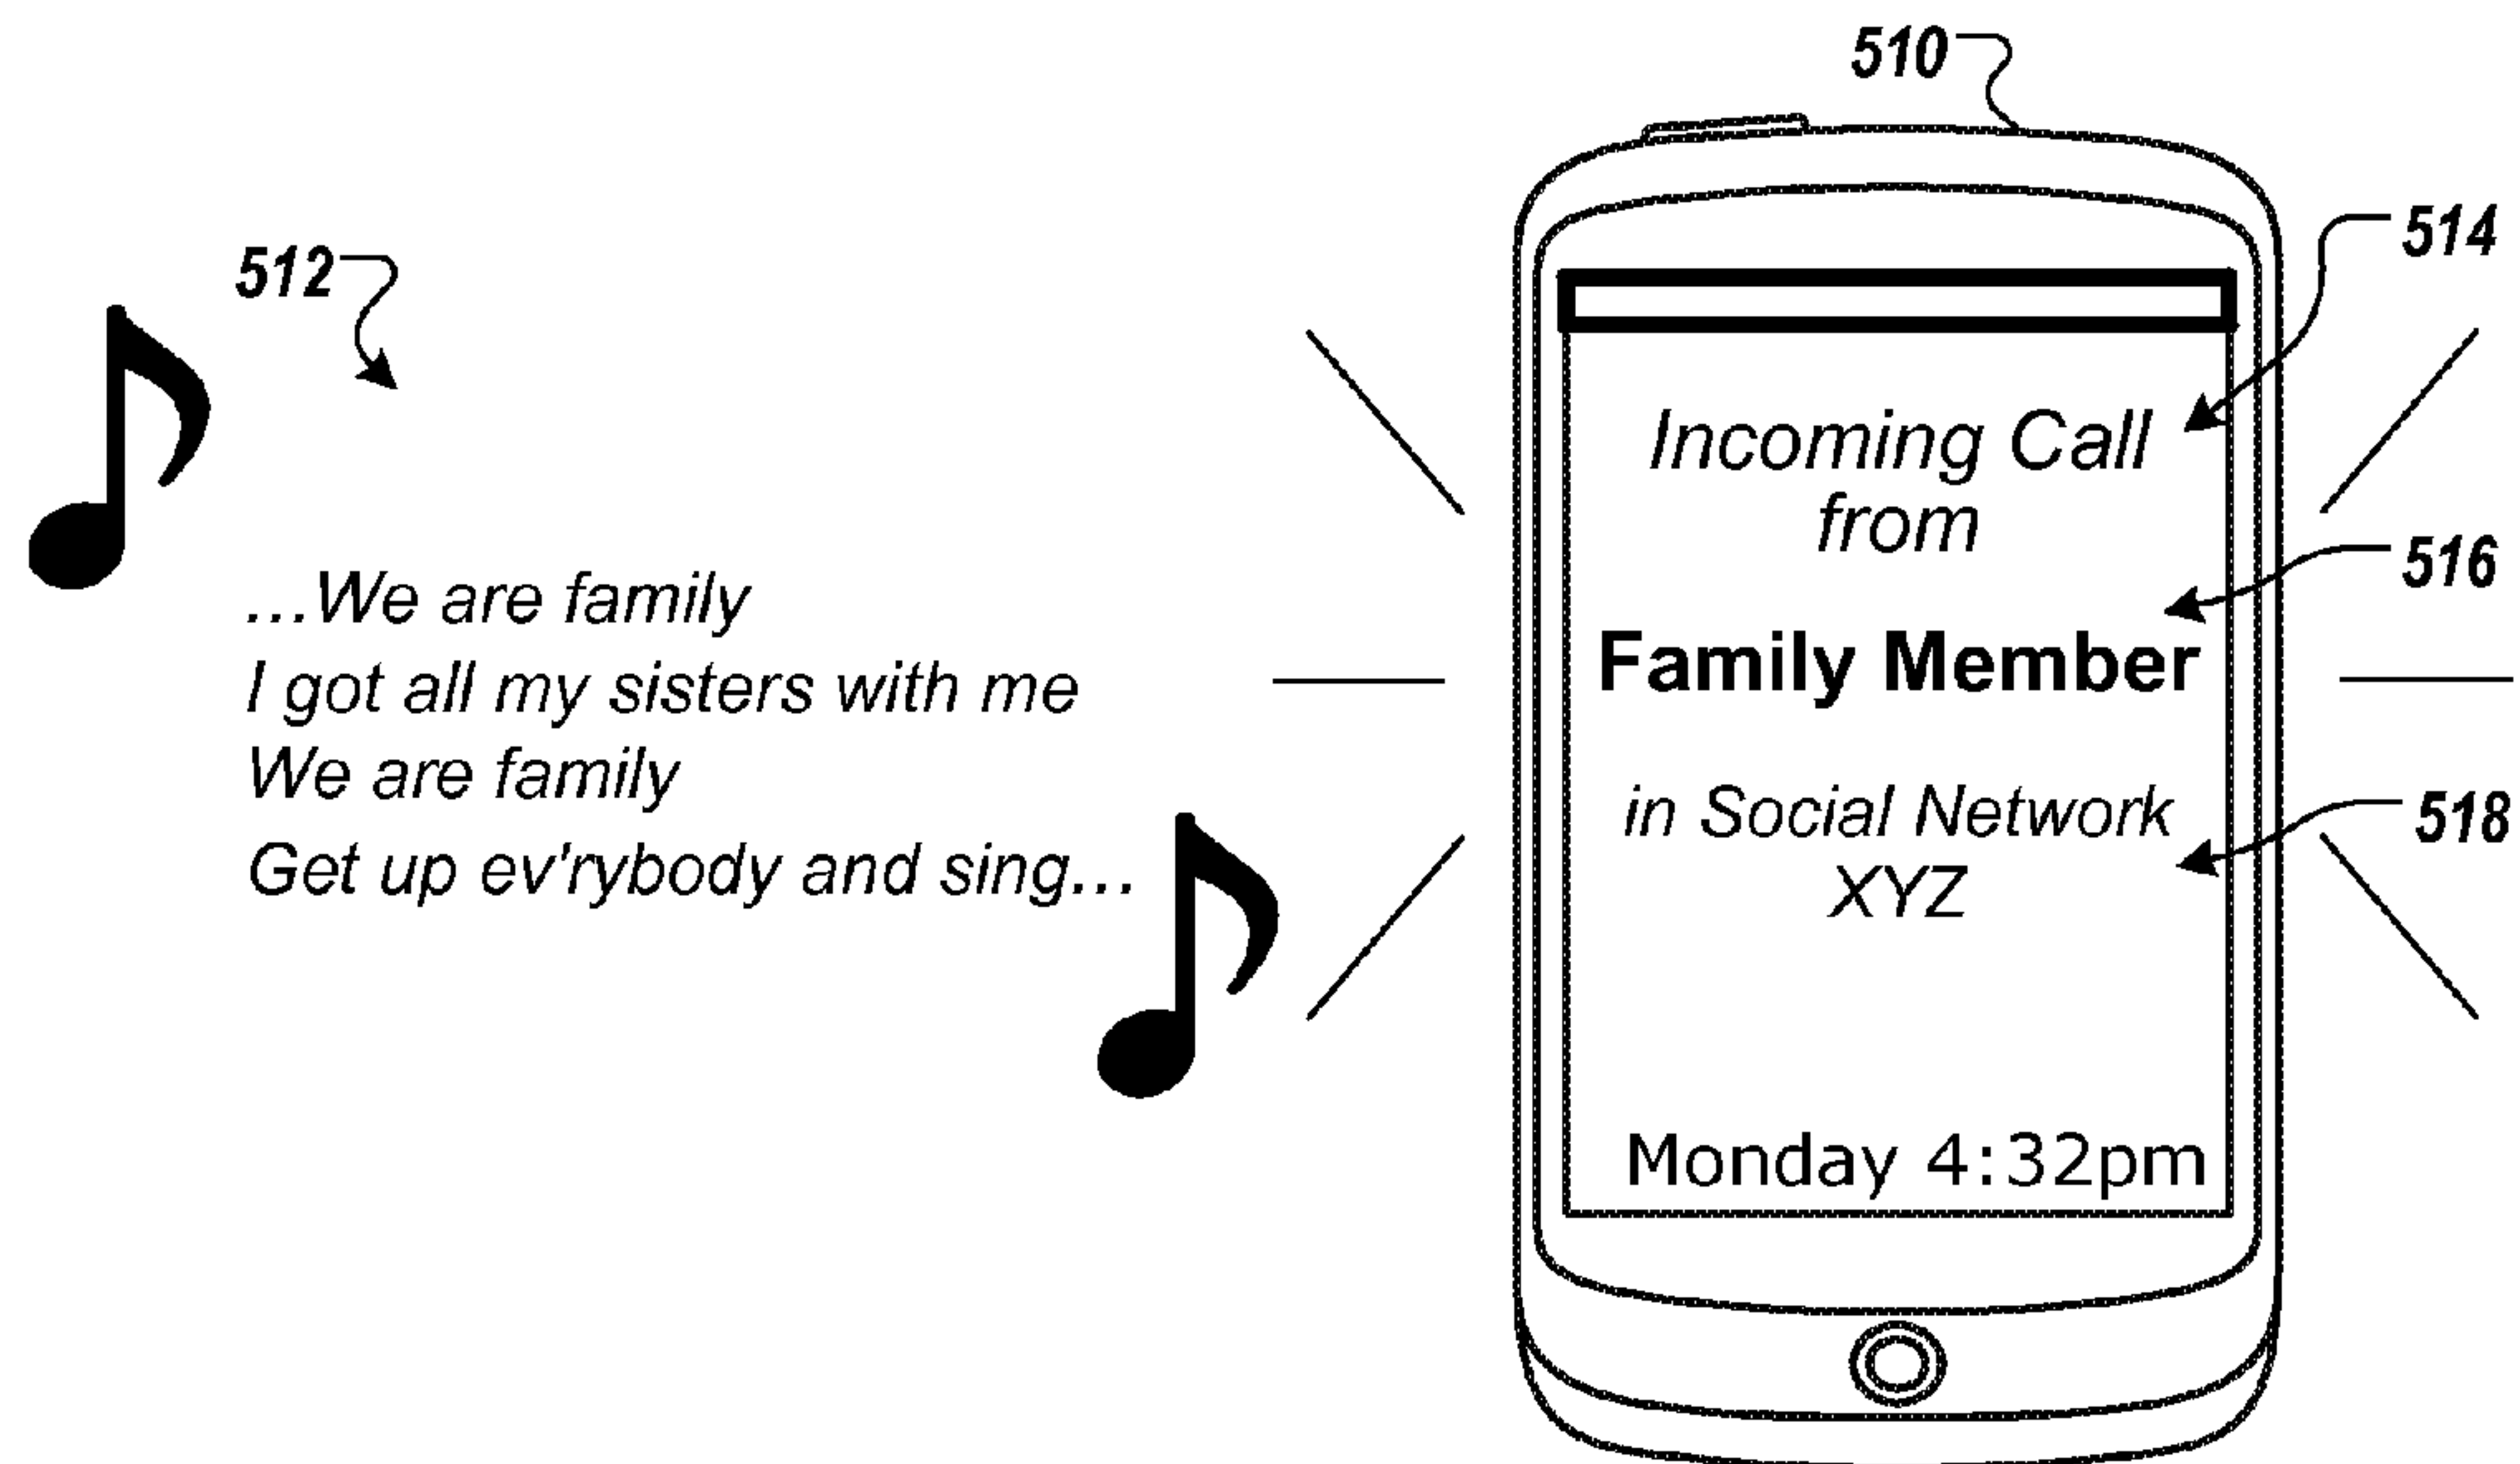 510
512
514
Incoming Call
from
516
...We are family
Family Member
I got all my sisters with me
We are family
in Social Network
518
Get up ev'rybody and sing...
XYZ
Monday 4:32pm